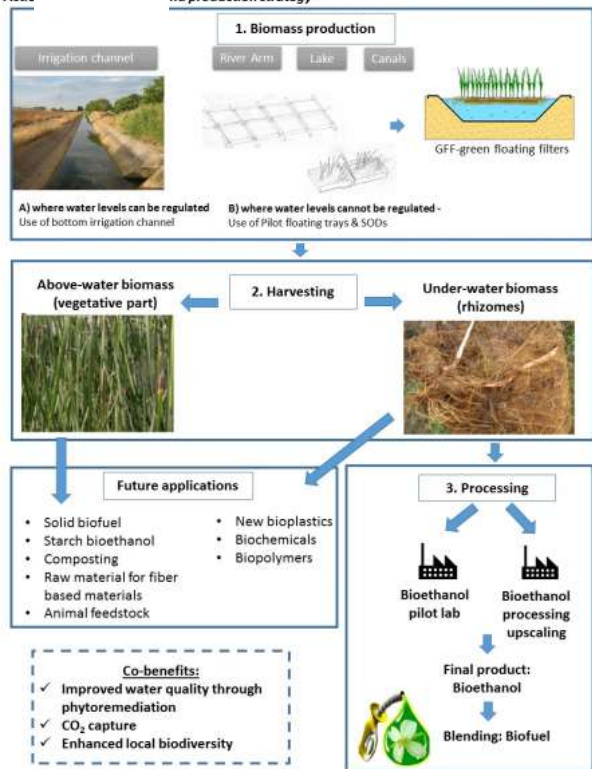 production strategy
1. Biomass production
Irrigation channel
River Arm
Lake
Canals
GFF-green floating filters
A) where water levels can be regulated
Use of bottom irrigation channel
B) where water levels cannot be regulated -
Use of Pilot floating trays & SODs
2. Harvesting
Above-water biomass
(vegetative part)
Under-water biomass
(rhizomes)
Future applications
• Solid biofuel
• Starch bioethanol
• Composting
• Raw material for fiber
based materials
• Animal feedstock
• New bioplastics
• Biochemicals
• Biopolymers
3. Processing
Bioethanol
pilot lab
Bioethanol
processing
upscaling
Final product:
Bioethanol
Blending: Biofuel
Co-benefits:
✓ Improved water quality through
phytoremediation
✓ CO₂ capture
✓ Enhanced local biodiversity